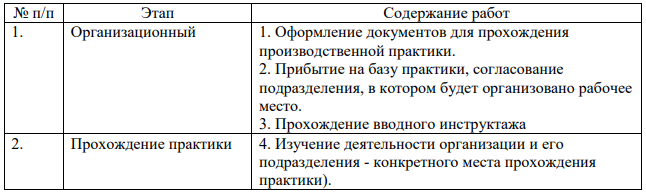 № п/п Этап Содержание работ
1. Организационный 1. Оформление документов для прохождения
производственной практики.
2. Прибытие на базу практики, согласование
подразделения, в котором будет организовано рабочее
место.
3. Прохождение вводного инструктажа
2. Прохождение практики 4. Изучение деятельности организации и его
подразделения - конкретного места прохождения
практики).